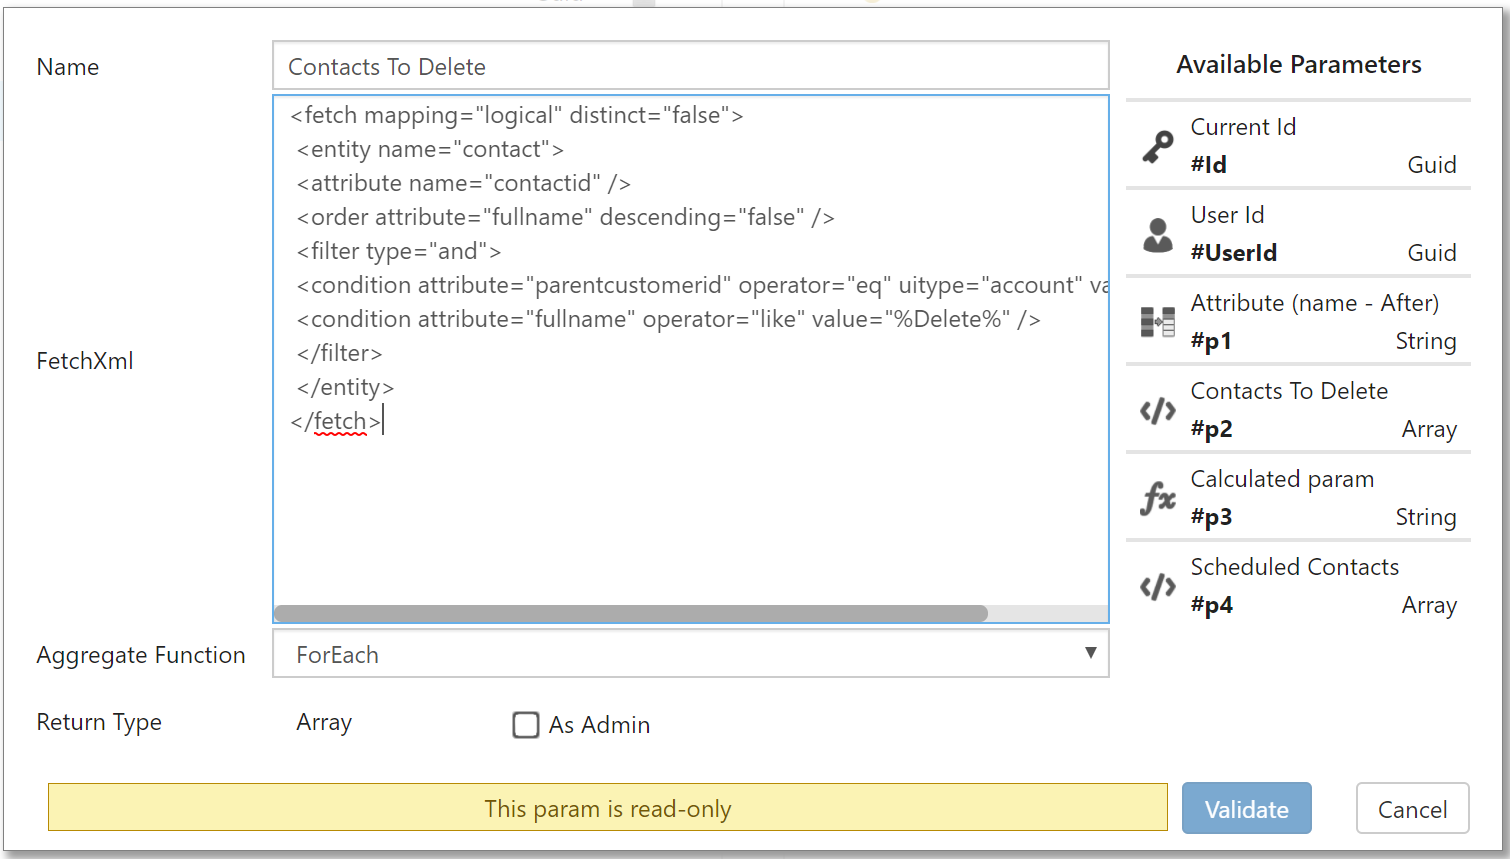 Name
Contacts To Delete
<fetch mapping="logical" distinct="false">
<entity name="contact">
<attribute name="contactid" />
<order attribute="fullname" descending="false" />
<filter type="and">
<condition attribute="parentcustomerid" operator="eq" uitype="account"
<condition attribute="fullname" operator="like" value="%Delete%" />
</filter>
</entity>
</fetch>
FetchXml
Aggregate Function
ForEach
Return Type
Array
As Admin
This param is read-only
Validate
Cancel
Available Parameters
Current Id
#Id Guid
User Id
#UserId Guid
Attribute (name - After)
#p1 String
Contacts To Delete
#p2 Array
Calculated param
#p3 String
Scheduled Contacts
#p4 Array